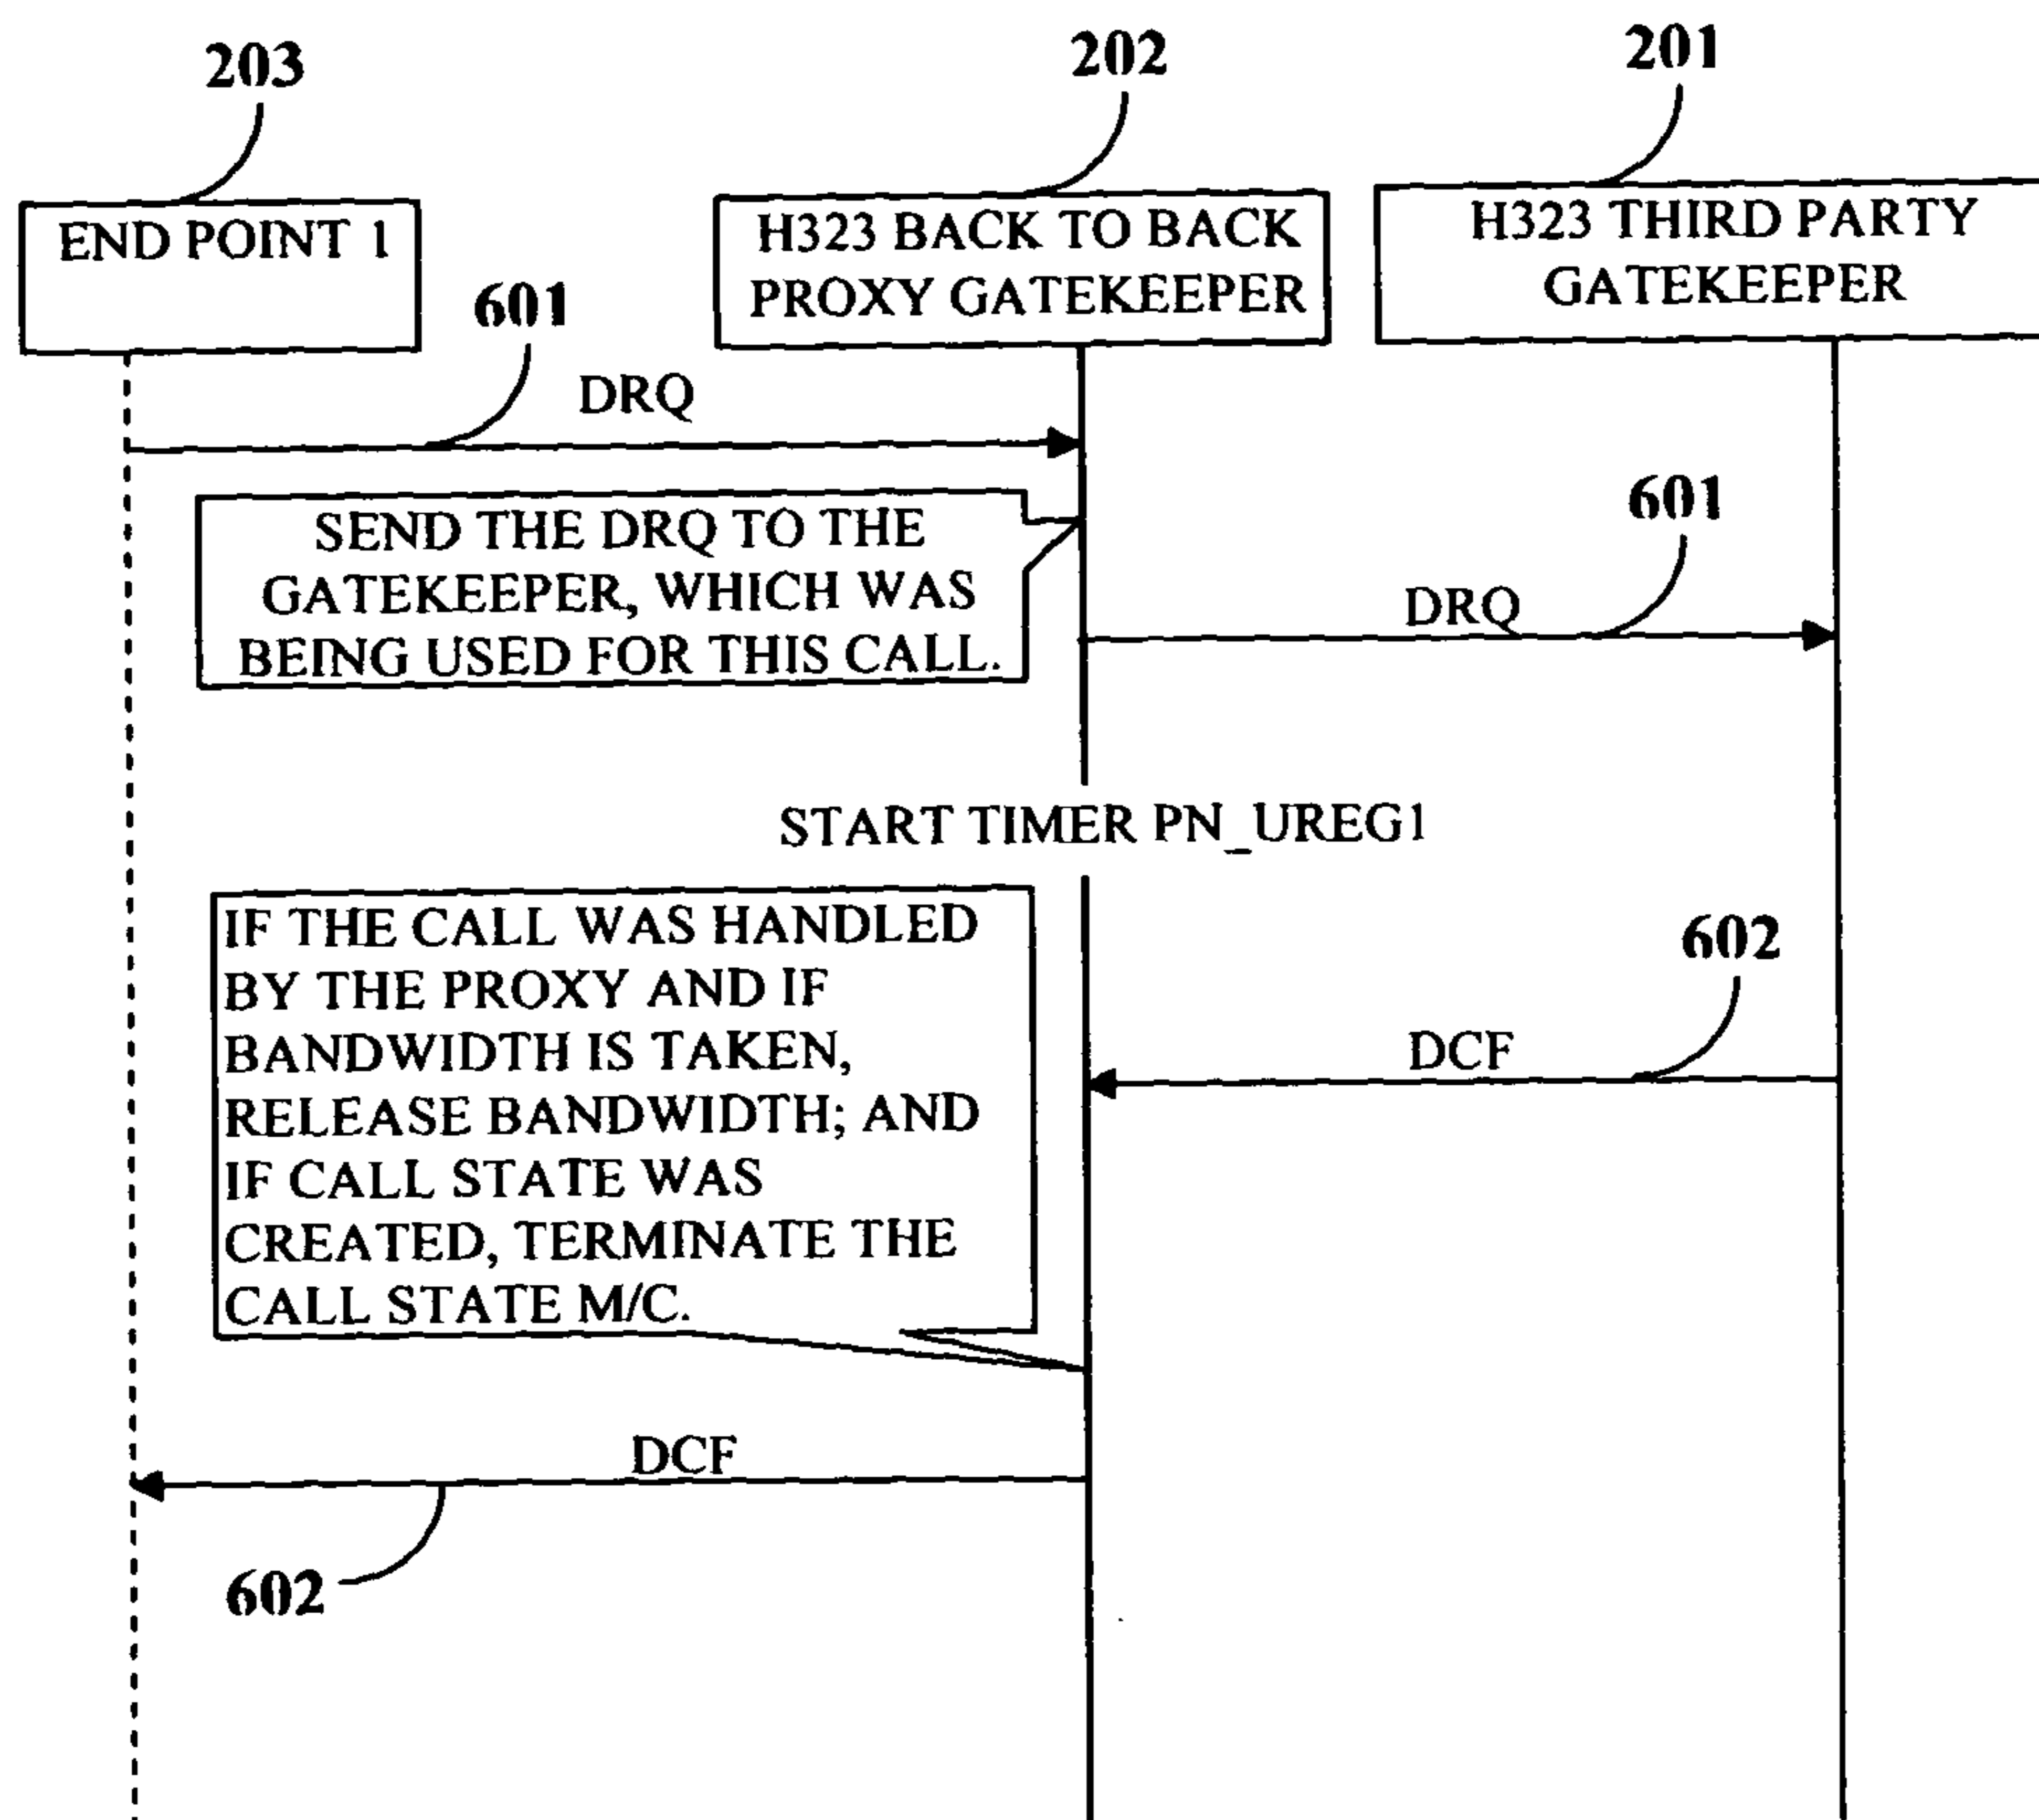 203
202
201
END POINT 1
H323 BACK TO BACK
PROXY GATEKEEPER
H323 THIRD PARTY
GATEKEEPER
601
DRQ
SEND THE DRQ TO THE
GATEKEEPER, WHICH WAS
BEING USED FOR THIS CALL.
601
DRQ
START TIMER PN_UREG1
IF THE CALL WAS HANDLED
BY THE PROXY AND IF
BANDWIDTH IS TAKEN,
RELEASE BANDWIDTH; AND
IF CALL STATE WAS
CREATED, TERMINATE THE
CALL STATE M/C.
602
DCF
DCF
602